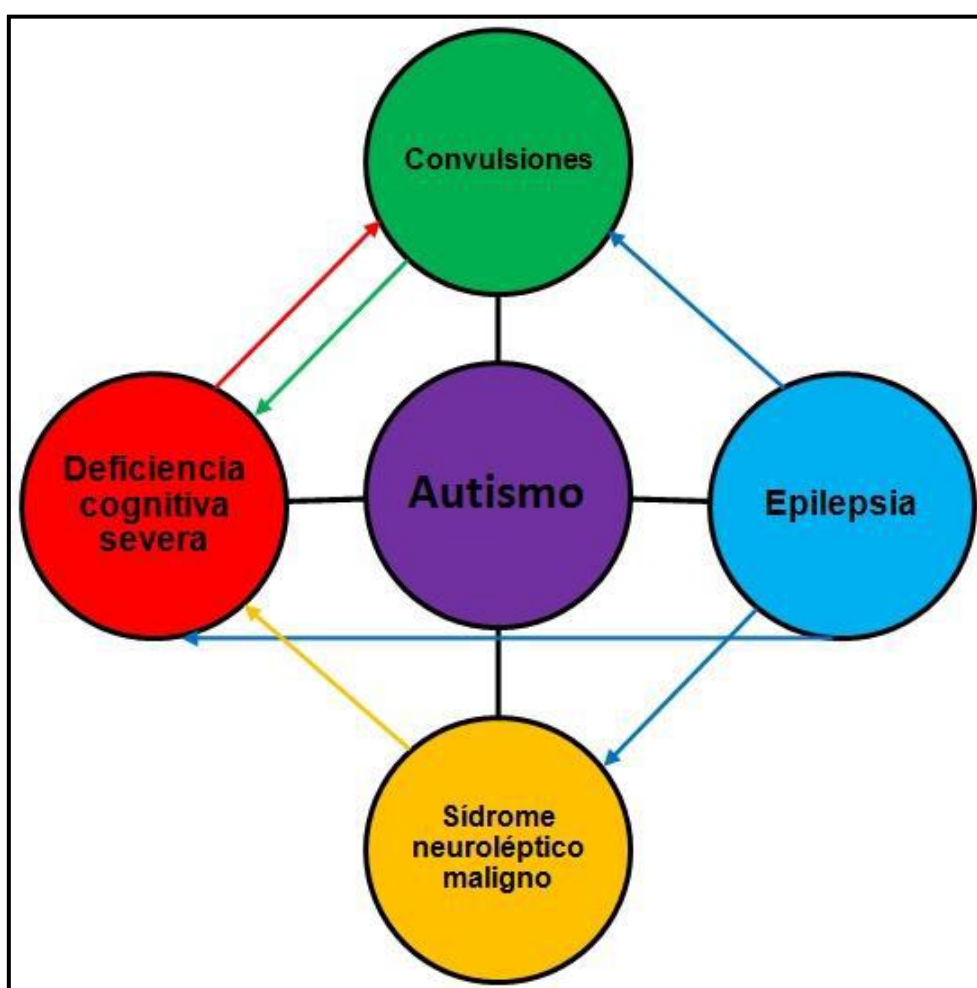 Convulsiones
Deficiencia
cognitiva
severa
Autismo
Epilepsia
Sídrome
neuroléptico
maligno